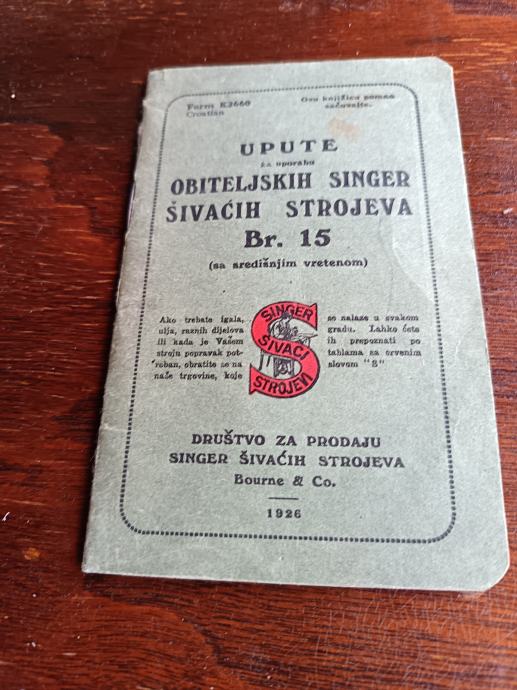 Form K2660
Croatian
Ovu knjižicu pomno
sačuvajte.
UPUTE
za uporabu
OBITELJSKIH SINGER
ŠIVAĆIH STROJEVA
Br. 15
(sa središnjim vretenom)
Ako trebate igala,
ulja, raznih dijelova
ili kada je Vašem
stroju popravak pot-
reban, obratite se na
naše trgovine, koje
SINGER
ŠIVAĆI
STROJEVI
se nalaze u svakom
gradu. Lahko ćete
ih prepoznati po
tablama sa crvenim
slovom "S"
DRUŠTVO ZA PRODAJU
SINGER ŠIVAĆIH STROJEVA
Bourne & Co.
1926